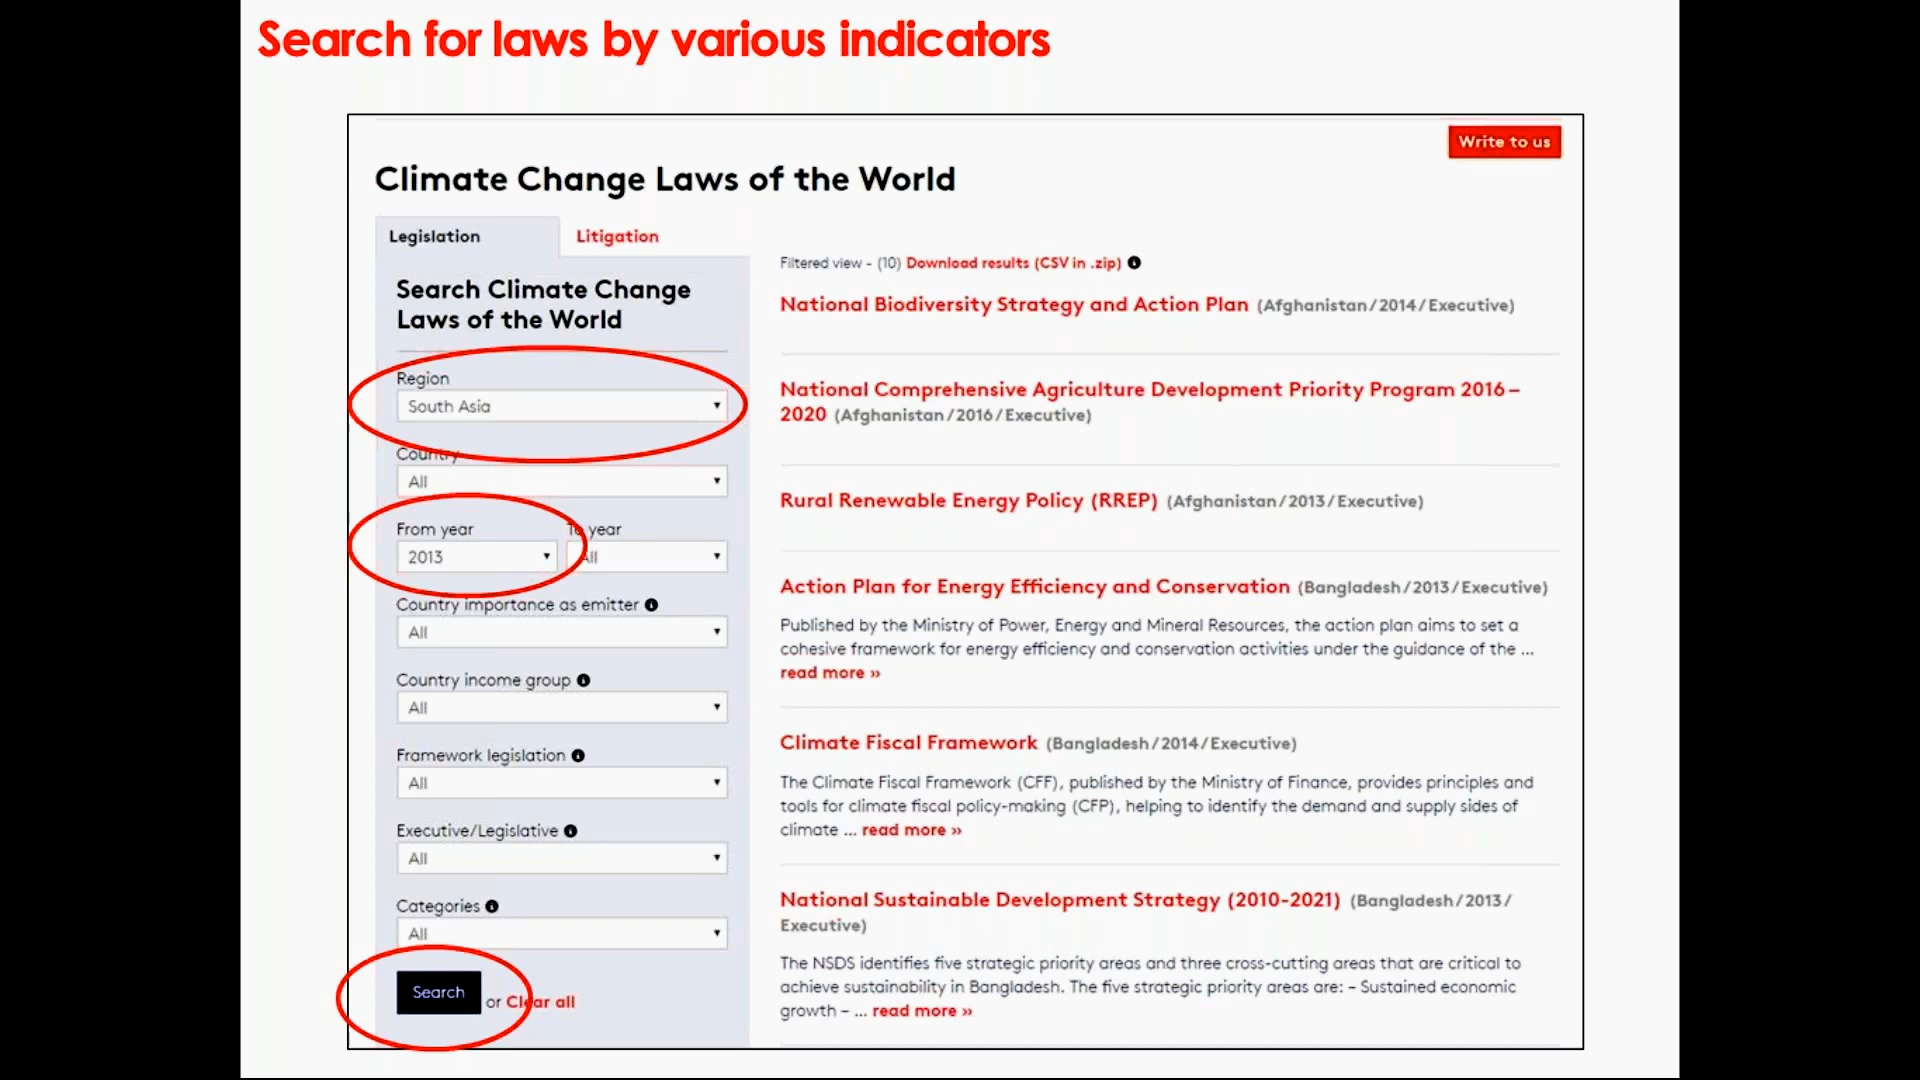 Search for laws by various indicators
Write to us
Climate Change Laws of the World
Legislation
Litigation
Search Climate Change
Laws of the World
Region
South Asia
Country
All
From year
To year
2013
All
Country importance as emitter
All
Country income group
All
Framework legislation
All
Executive/Legislative
All
Categories
All
Search
or Clear all
Filtered view - (10) Download results (CSV in .zip)
National Biodiversity Strategy and Action Plan (Afghanistan/2014/Executive)
National Comprehensive Agriculture Development Priority Program 2016–
2020 (Afghanistan/2016/Executive)
Rural Renewable Energy Policy (RREP) (Afghanistan/2013/Executive)
Action Plan for Energy Efficiency and Conservation (Bangladesh/2013/Executive)
Published by the Ministry of Power, Energy and Mineral Resources, the action plan aims to set a
cohesive framework for energy efficiency and conservation activities under the guidance of the ...
read more »
Climate Fiscal Framework (Bangladesh/2014/Executive)
The Climate Fiscal Framework (CFF), published by the Ministry of Finance, provides principles and
tools for climate fiscal policy-making (CFP), helping to identify the demand and supply sides of
climate ... read more »
National Sustainable Development Strategy (2010-2021) (Bangladesh/2013/
Executive)
The NSDS identifies five strategic priority areas and three cross-cutting areas that are critical to
achieve sustainability in Bangladesh. The five strategic priority areas are: – Sustained economic
growth – ... read more »